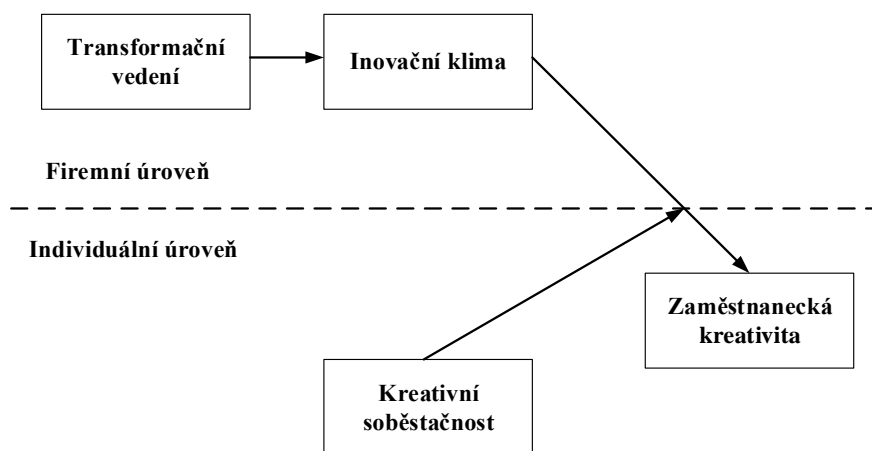 Transformační
vedení
Inovační klima
Firemní úroveň
Individuální úroveň
Zaměstnanecká
kreativita
Kreativní
soběstačnost